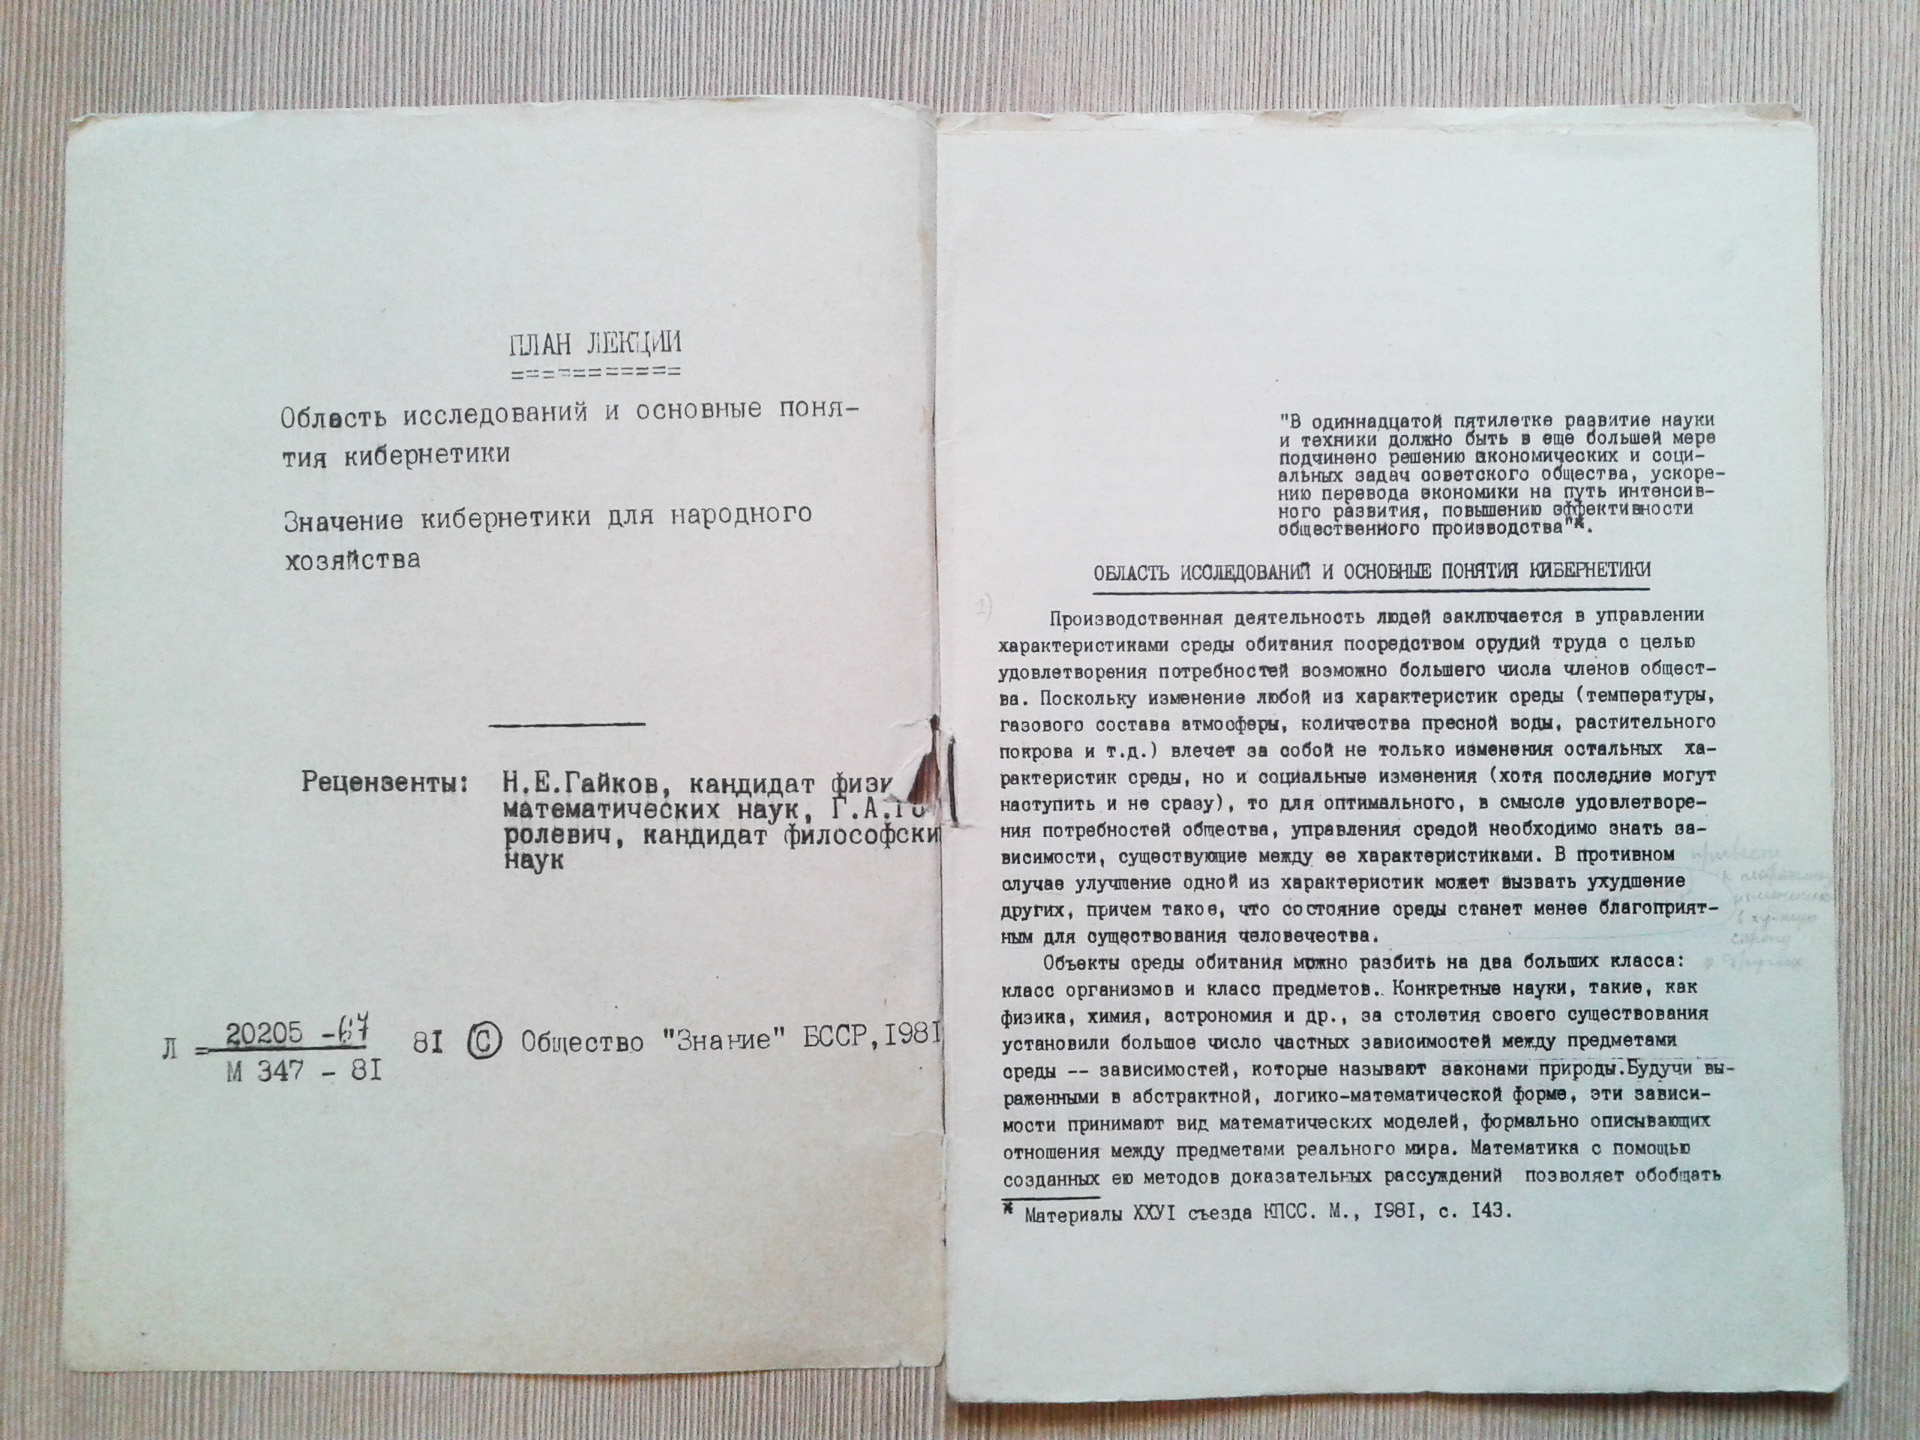 ПЛАН ЛЕКЦИИ
===========
Область исследований и основные поня-
тия кибернетики
Значение кибернетики для народного
хозяйства
Рецензенты: Н.Е.Гайков, кандидат физи
математических наук, Г.А.
ролевич, кандидат философски
наук
Л = 20205 - 67 81 © Общество "Знание" БССР, 1981
М 347 - 81
"В одиннадцатой пятилетке развитие науки
и техники должно быть в еще большей мере
подчинено решению экономических и соци-
альных задач советского общества, ускоре-
нию перевода экономики на путь интенсив-
ного развития, повышению эффективности
общественного производства"*.
ОБЛАСТЬ ИССЛЕДОВАНИЙ И ОСНОВНЫЕ ПОНЯТИЯ КИБЕРНЕТИКИ
1)
Производственная деятельность людей заключается в управлении
характеристиками среды обитания посредством орудий труда с целью
удовлетворения потребностей возможно большего числа членов общест-
ва. Поскольку изменение любой из характеристик среды (температуры,
газового состава атмосферы, количества пресной воды, растительного
покрова и т.д.) влечет за собой не только изменения остальных ха-
рактеристик среды, но и социальные изменения (хотя последние могут
наступить и не сразу), то для оптимального, в смысле удовлетворе-
ния потребностей общества, управления средой необходимо знать за-
висимости, существующие между ее характеристиками. В противном
случае улучшение одной из характеристик может вызвать ухудшение
других, причем такое, что состояние среды станет менее благоприят-
ным для существования человечества.
привести
в худшую
сторону
других
Объекты среды обитания можно разбить на два больших класса:
класс организмов и класс предметов. Конкретные науки, такие, как
физика, химия, астрономия и др., за столетия своего существования
установили большое число частных зависимостей между предметами
среды -- зависимостей, которые называют законами природы.Будучи вы-
раженными в абстрактной, логико-математической форме, эти зависи-
мости принимают вид математических моделей, формально описывающих
отношения между предметами реального мира. Математика с помощью
созданных ею методов доказательных рассуждений позволяет обобщать
* Материалы XXУI съезда КПСС. М., 1981, с. 143.